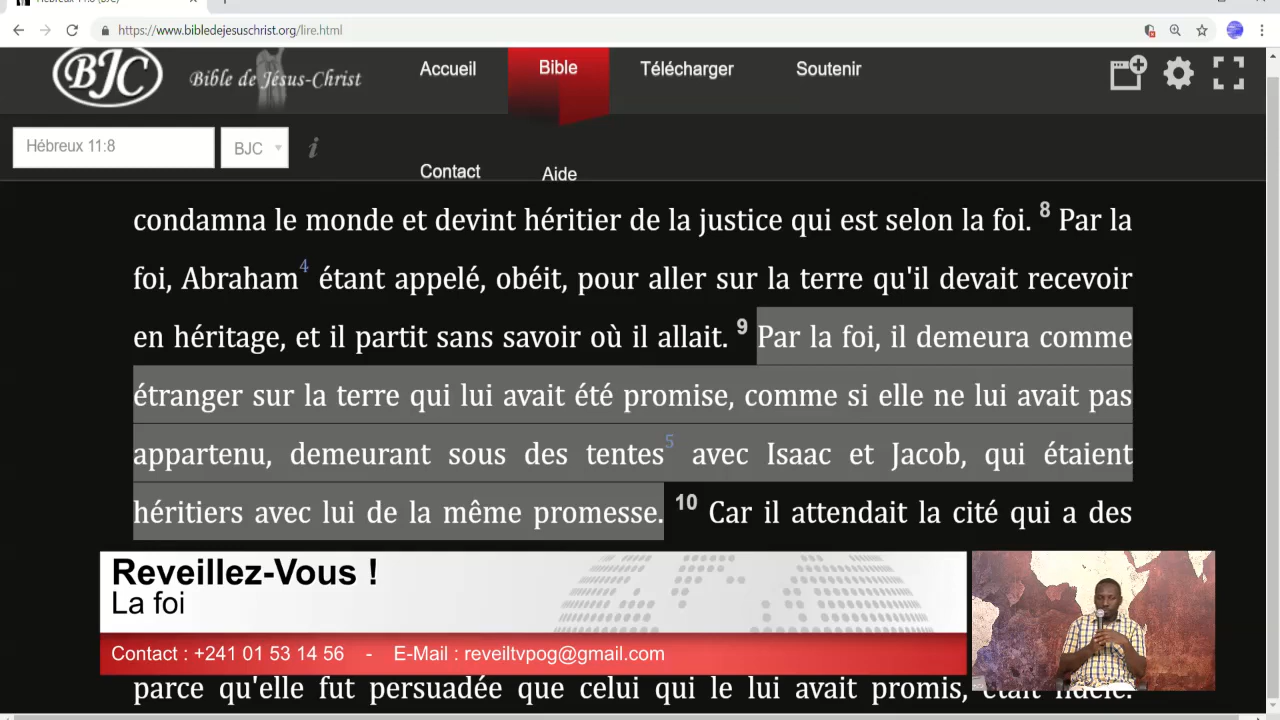 https://www.bibledejesuschrist.org/lire.html
BJC
Bible de Jésus-Christ
Accueil
Bible
Télécharger
Soutenir
Hébreux 11:8
BJC
i
Contact
Aide
condamna le monde et devint héritier de la justice qui est selon la foi. 8 Par la
foi, Abraham4 étant appelé, obéit, pour aller sur la terre qu'il devait recevoir
en héritage, et il partit sans savoir où il allait. 9 Par la foi, il demeura comme
étranger sur la terre qui lui avait été promise, comme si elle ne lui avait pas
appartenu, demeurant sous des tentes5 avec Isaac et Jacob, qui étaient
héritiers avec lui de la même promesse. 10 Car il attendait la cité qui a des
Reveillez-Vous !
La foi
Contact : +241 01 53 14 56 - E-Mail : reveiltvpog@gmail.com
parce qu'elle fut persuadée que celui qui le lui avait promis, était fidèle.